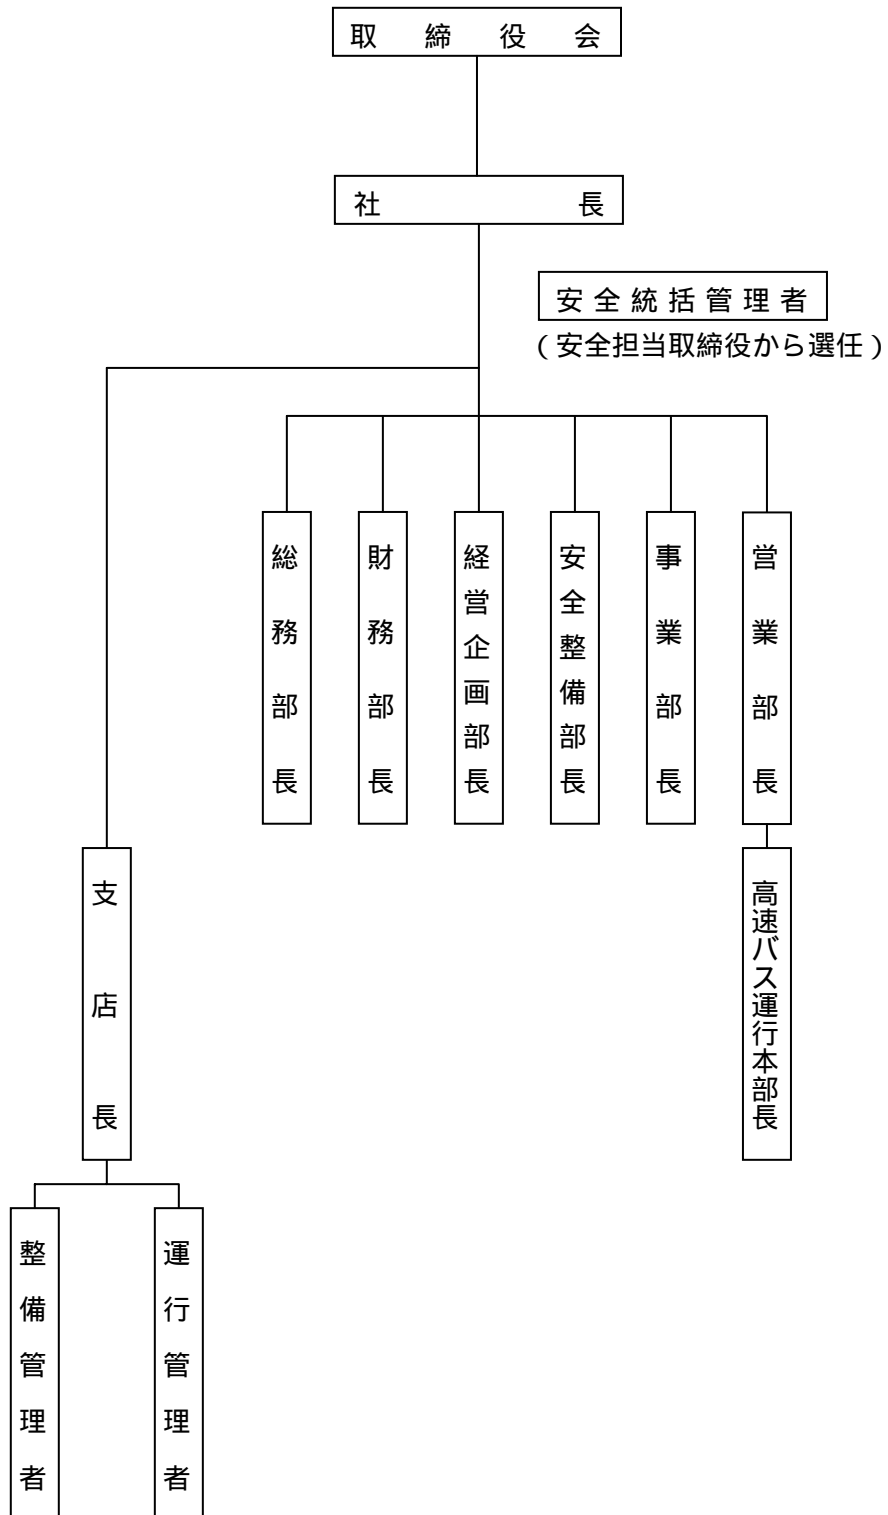 取締役会
社長
安全統括管理者
(安全担当取締役から選任)
総務部長
財務部長
経営企画部長
安全整備部長
事業部長
営業部長
支店長
高速バス運行本部長
整備管理者
運行管理者